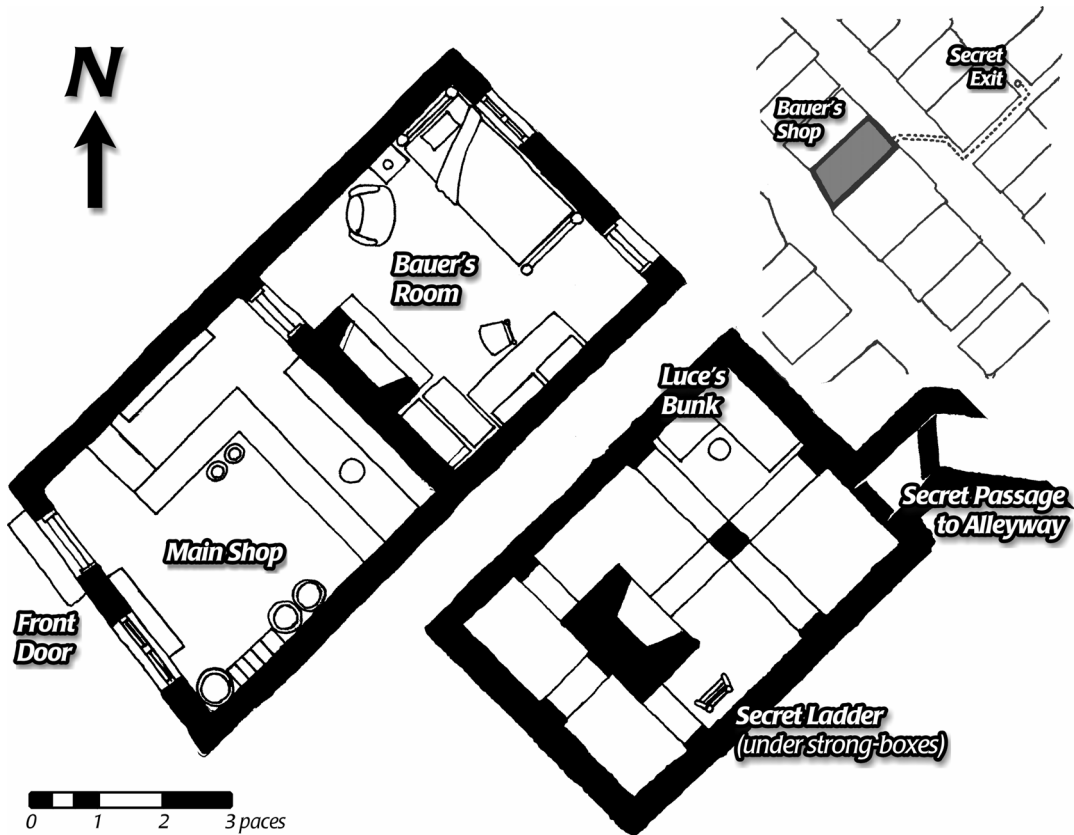 N
Secret
Exit
Bauer's
Shop
Bauer's
Room
Luce's
Bunk
Secret Passage
to Alleyway
Main Shop
Front
Door
Secret Ladder
(under strong-boxes)
0 1 2 3 paces